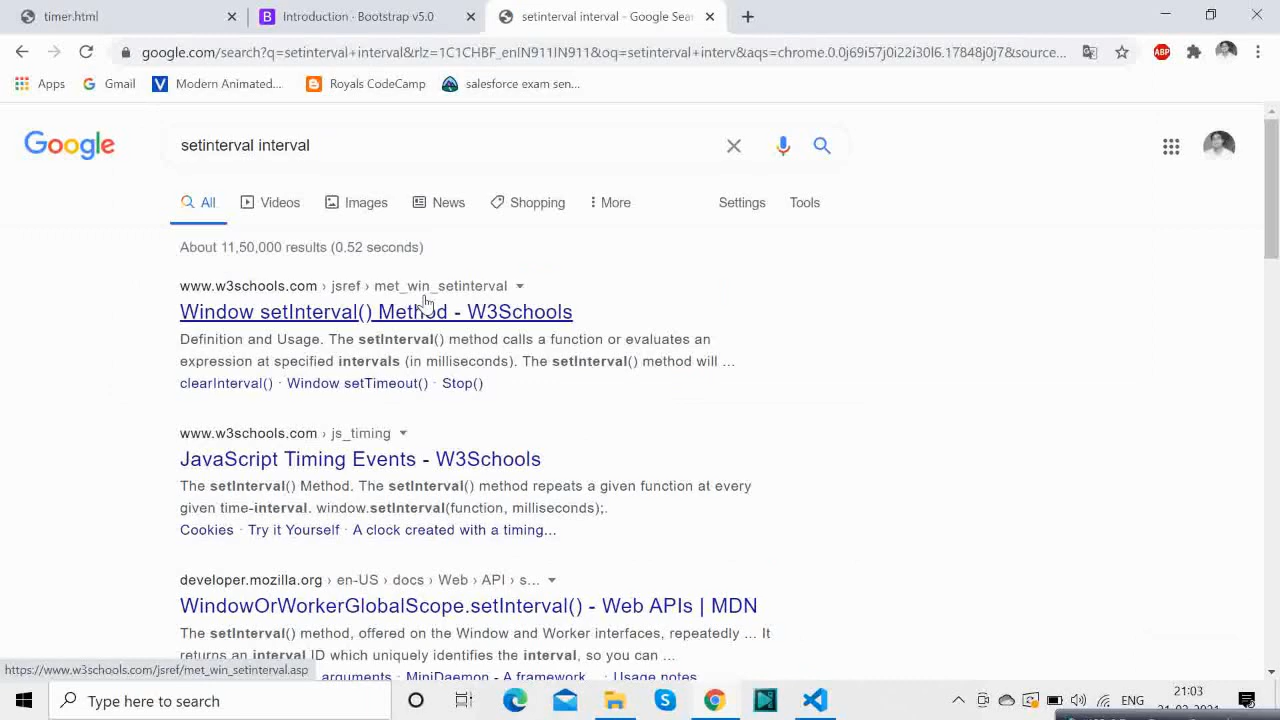 timer.html
Introduction · Bootstrap v5.0
setinterval interval - Google Sea
google.com/search?q=setinterval+interval&rlz=1C1CHBF_enIN911IN911&oq=setinterval+interv&aqs=chrome.0.0j69i57j0i22i30l6.17848j0j7&source...
Apps
Gmail
Modern Animated...
Royals CodeCamp
salesforce exam sen...
Google
setinterval interval
All
Videos
Images
News
Shopping
More
Settings
Tools
About 11,50,000 results (0.52 seconds)
www.w3schools.com › jsref › met_win_setinterval
Window setInterval() Method - W3Schools
Definition and Usage. The setInterval() method calls a function or evaluates an
expression at specified intervals (in milliseconds). The setInterval() method will ...
clearInterval() · Window setTimeout() · Stop()
www.w3schools.com › js_timing
JavaScript Timing Events - W3Schools
The setInterval() Method. The setInterval() method repeats a given function at every
given time-interval. window.setInterval(function, milliseconds);.
Cookies · Try it Yourself · A clock created with a timing...
developer.mozilla.org › en-US › docs › Web › API › s...
WindowOrWorkerGlobalScope.setInterval() - Web APIs | MDN
The setInterval() method, offered on the Window and Worker interfaces, repeatedly ... It
returns an interval ID which uniquely identifies the interval, so you can ...
arguments · MiniDaemon - A framework · Usage notes
https://www.w3schools.com/jsref/met_win_setinterval.asp
Type here to search
ENG
21:03